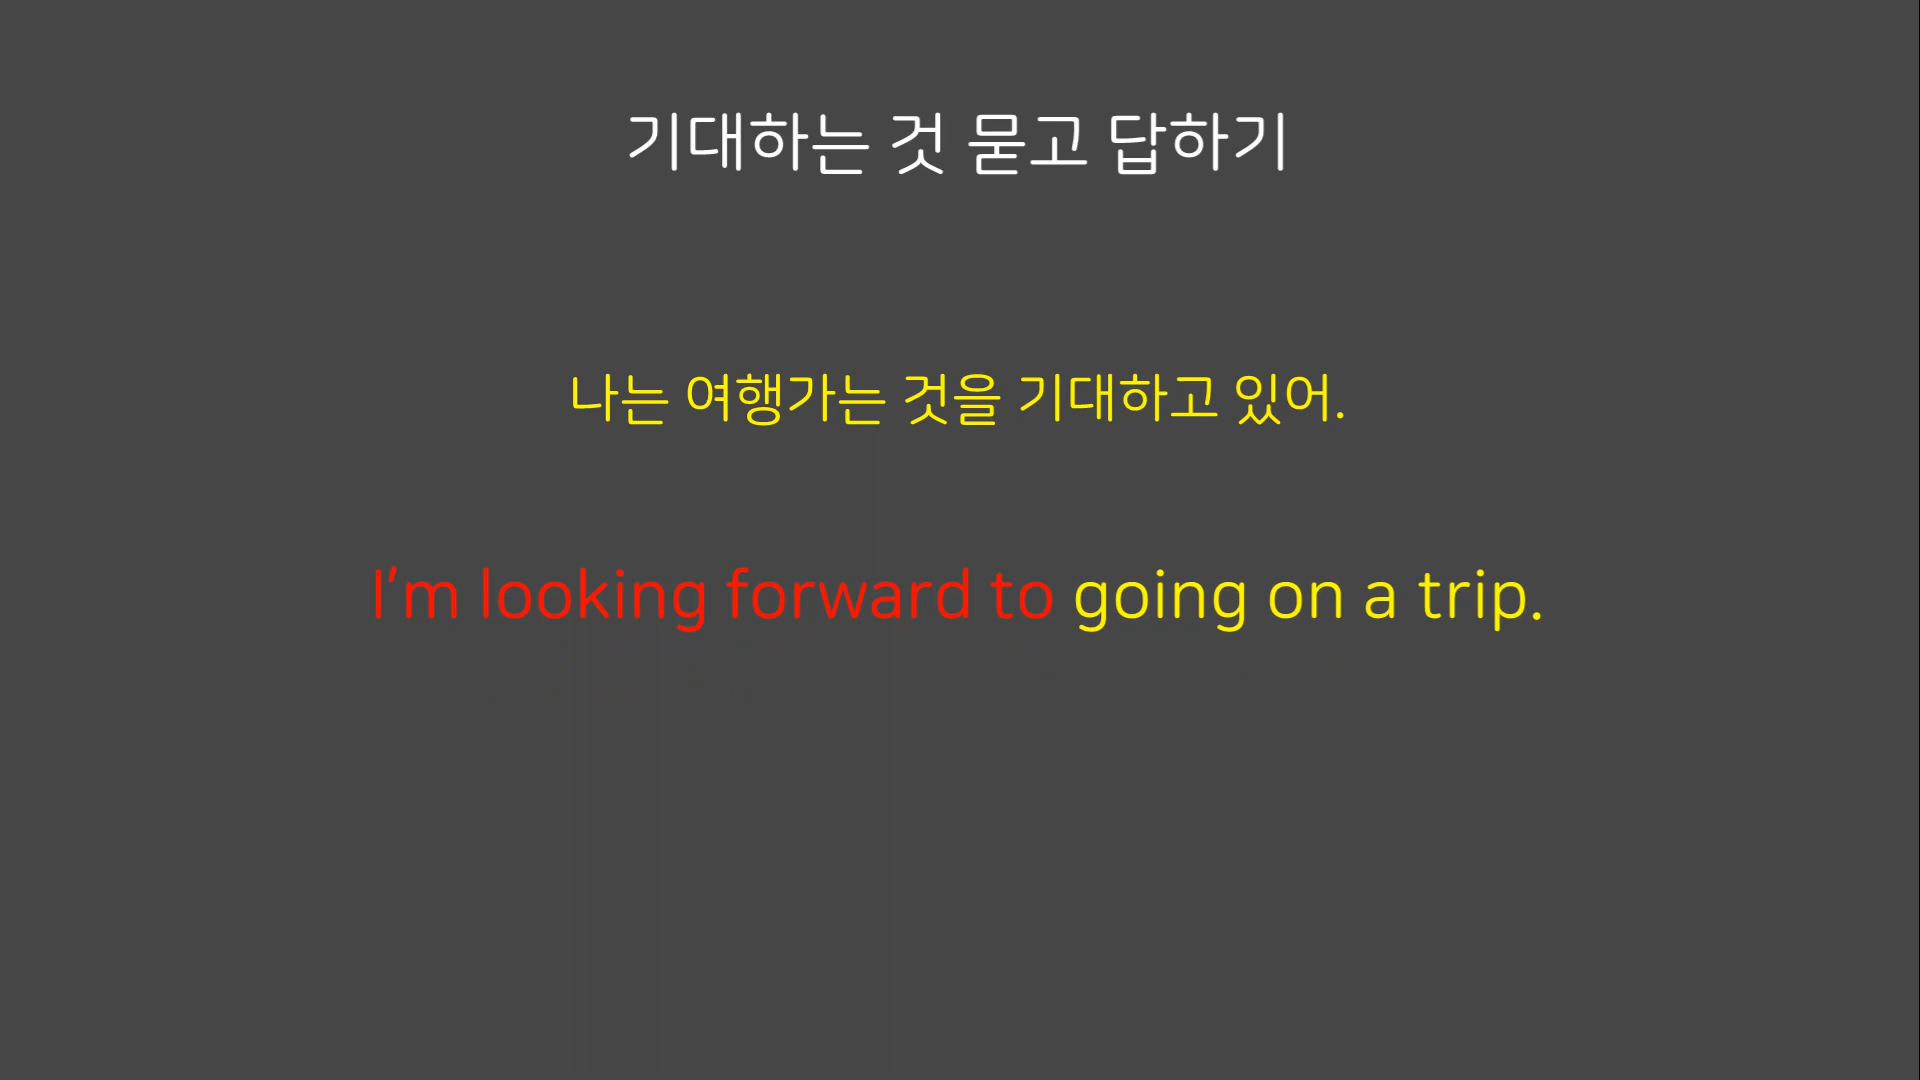 기대하는 것 묻고 답하기
나는 여행가는 것을 기대하고 있어.
I'm looking forward to going on a trip.